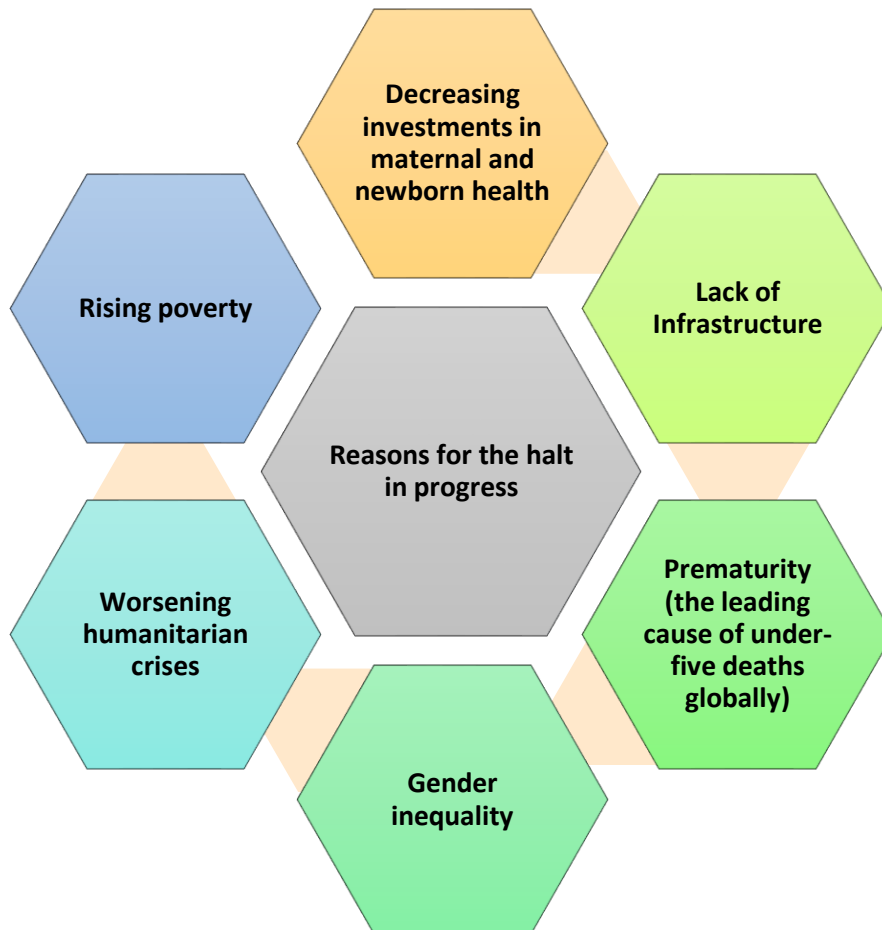 Decreasing
investments in
maternal and
newborn health
Lack of
Infrastructure
Prematurity
(the leading
cause of under-
five deaths
globally)
Gender
inequality
Worsening
humanitarian
crises
Rising poverty
Reasons for the halt
in progress